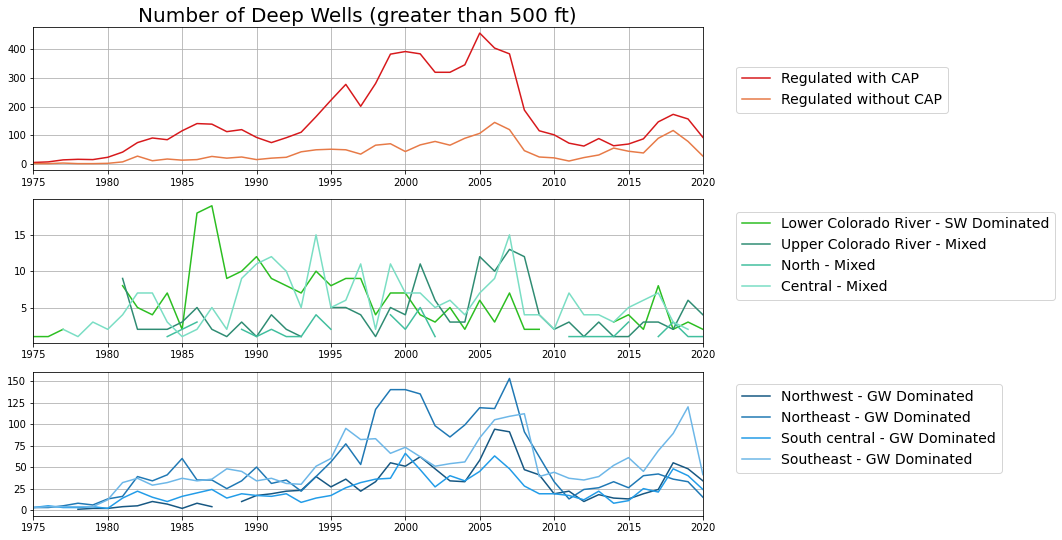 Number of Deep Wells (greater than 500 ft)
400
300
200
100
0
1975 1980 1985 1990 1995 2000 2005 2010 2015 2020
Regulated with CAP
Regulated without CAP
15
10
5
1975 1980 1985 1990 1995 2000 2005 2010 2015 2020
Lower Colorado River - SW Dominated
Upper Colorado River - Mixed
North - Mixed
Central - Mixed
150
125
100
75
50
25
0
1975 1980 1985 1990 1995 2000 2005 2010 2015 2020
Northwest - GW Dominated
Northeast - GW Dominated
South central - GW Dominated
Southeast - GW Dominated